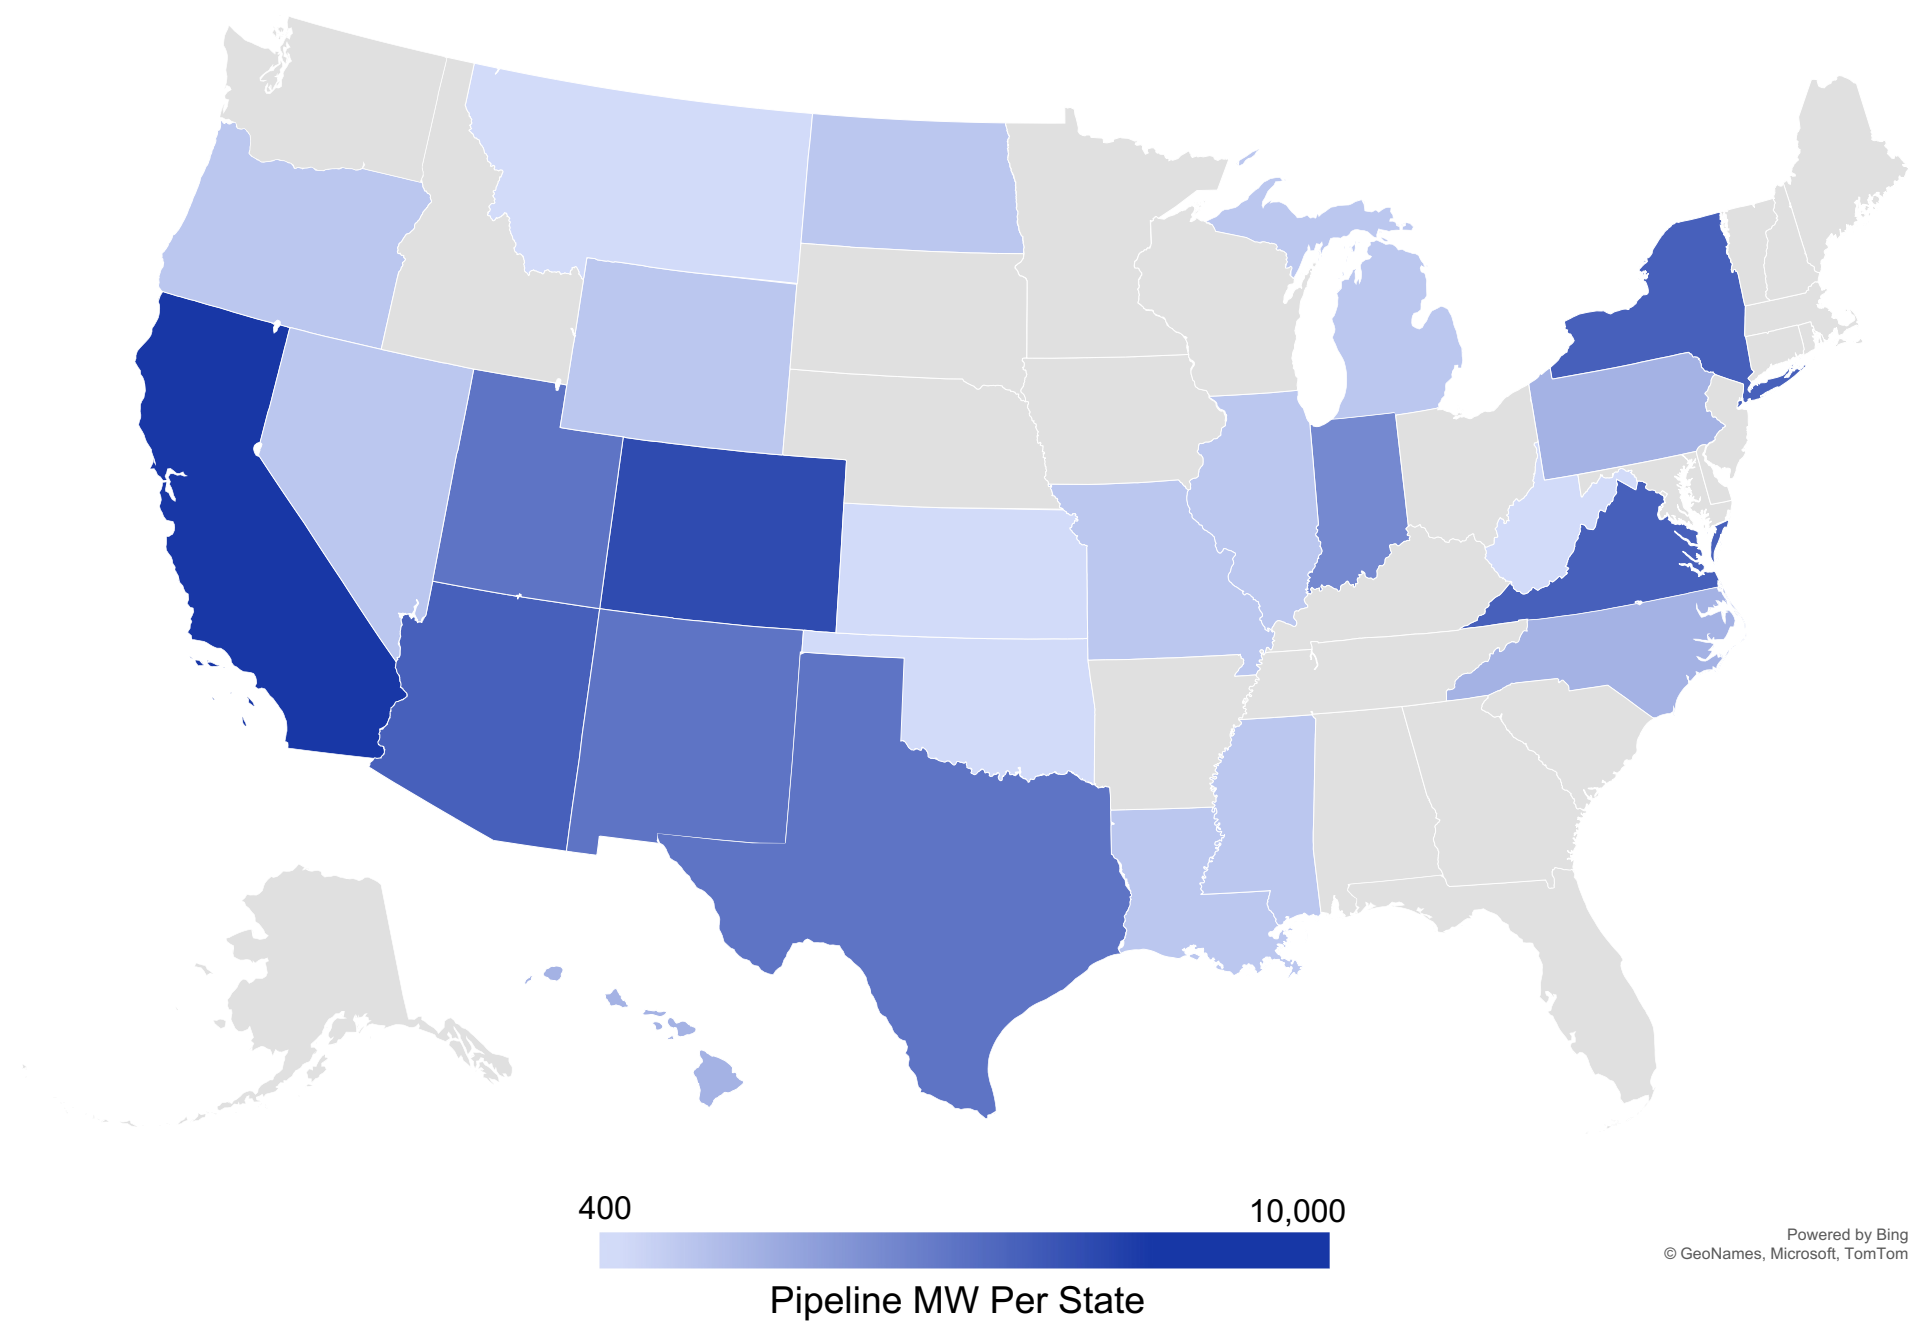 400
10,000
Pipeline MW Per State
Powered by Bing
© GeoNames, Microsoft, TomTom